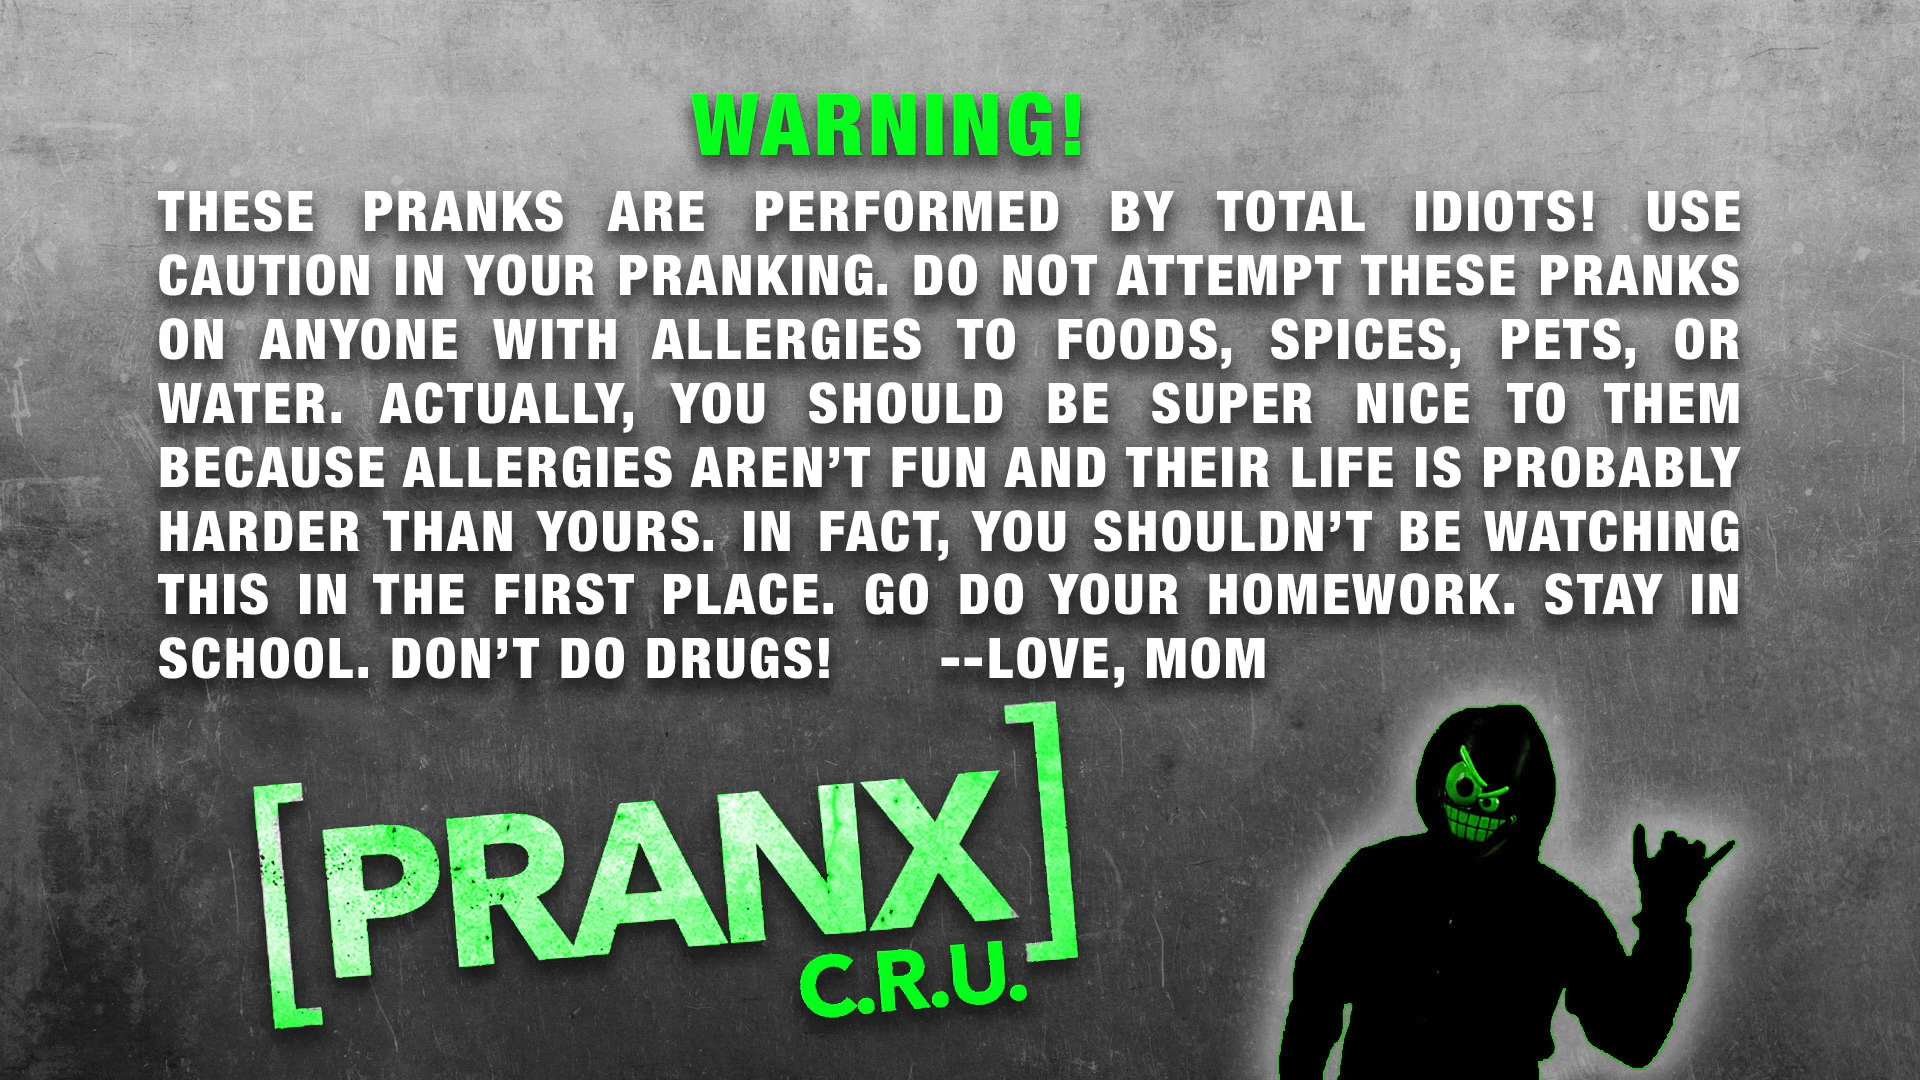 WARNING!
THESE PRANKS ARE PERFORMED BY TOTAL IDIOTS! USE
CAUTION IN YOUR PRANKING. DO NOT ATTEMPT THESE PRANKS
ON ANYONE WITH ALLERGIES TO FOODS, SPICES, PETS, OR
WATER. ACTUALLY, YOU SHOULD BE SUPER NICE TO THEM
BECAUSE ALLERGIES AREN’T FUN AND THEIR LIFE IS PROBABLY
HARDER THAN YOURS. IN FACT, YOU SHOULDN’T BE WATCHING
THIS IN THE FIRST PLACE. GO DO YOUR HOMEWORK. STAY IN
SCHOOL. DON’T DO DRUGS! --LOVE, MOM
[PRANX]
C.R.U.